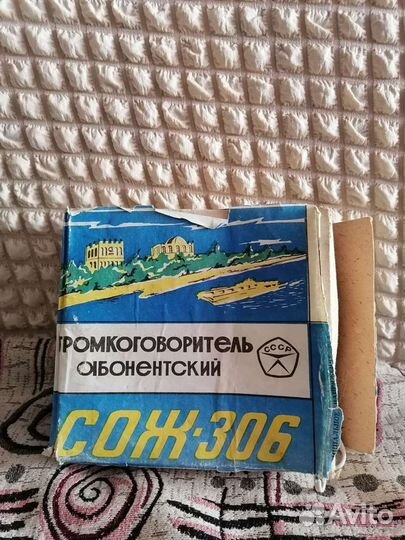 ГРОМКОГОВОРИТЕЛЬ
АБОНЕНТСКИЙ
СССР
СОЖ-306
Avito